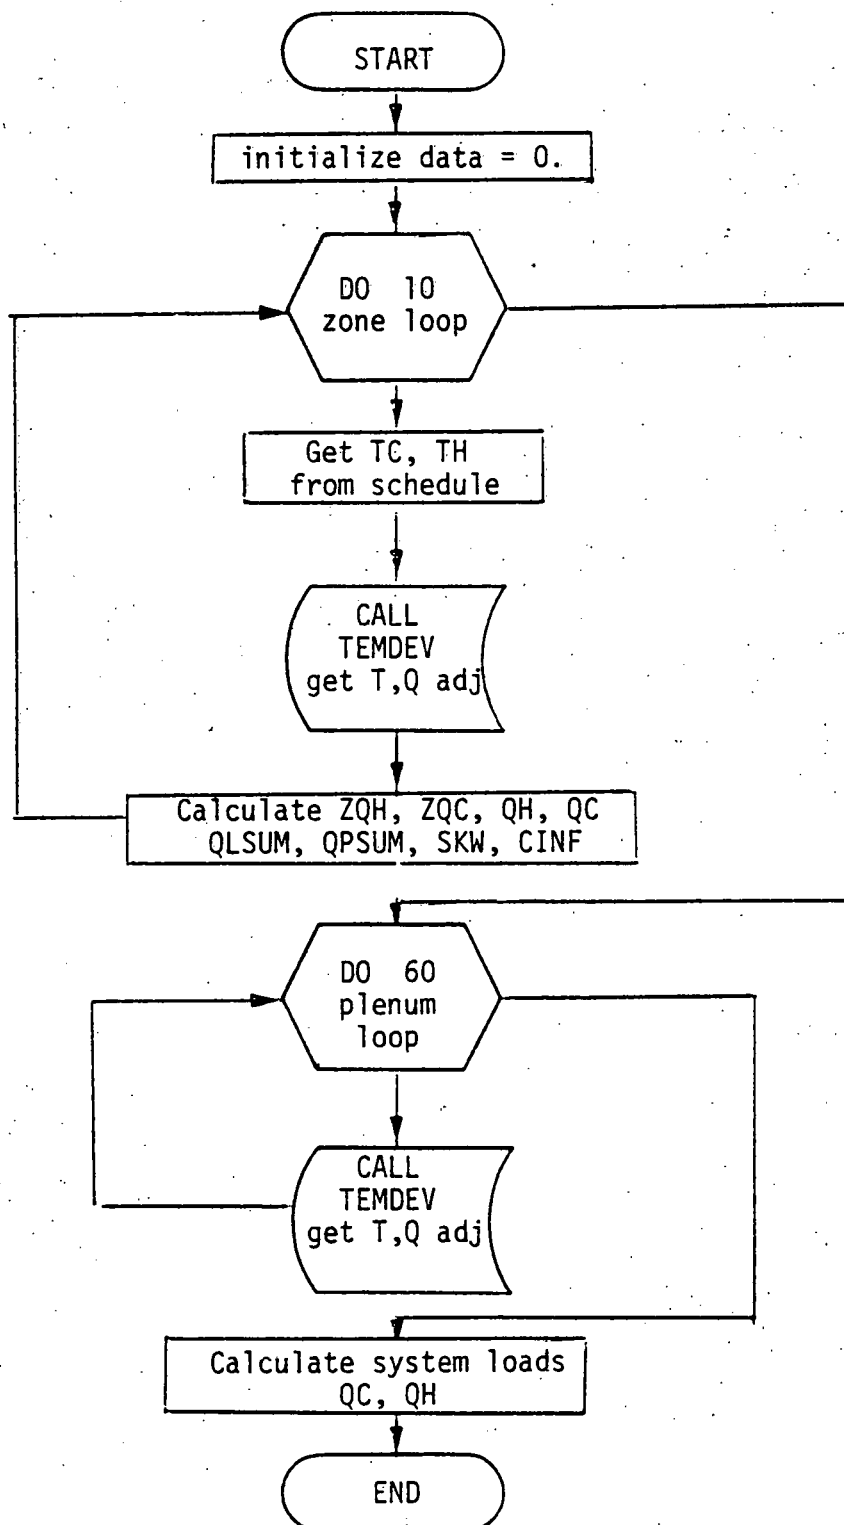 START
initialize data = 0.
DO 10
zone loop
Get TC, TH
from schedule
CALL
TEMDEV
get T,Q adj
Calculate ZQH, ZQC, QH, QC
QLSUM, QPSUM, SKW, CINF
DO 60
plenum
loop
CALL
TEMDEV
get T,Q adj
Calculate system loads
QC, QH
END